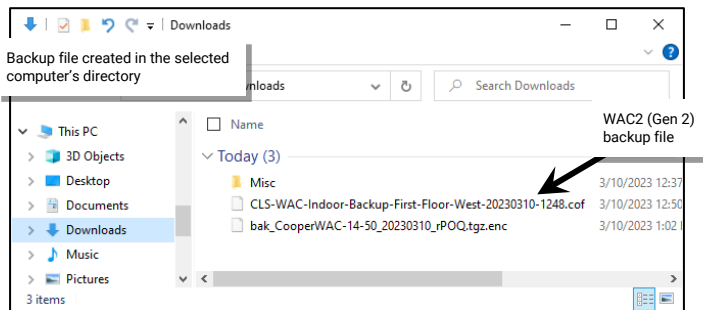 Downloads
Backup file created in the selected
computer's directory
wnloads
Search Downloads
WAC2 (Gen 2)
backup file
This PC
Name
3D Objects
Today (3)
Desktop
Misc
3/10/2023 12:37
Documents
CLS-WAC-Indoor-Backup-First-Floor-West-20230310-1248.cof
3/10/2023 12:50
Downloads
bak_CooperWAC-14-50_20230310_rPOQ.tgz.enc
3/10/2023 1:02
Music
Pictures
3 items